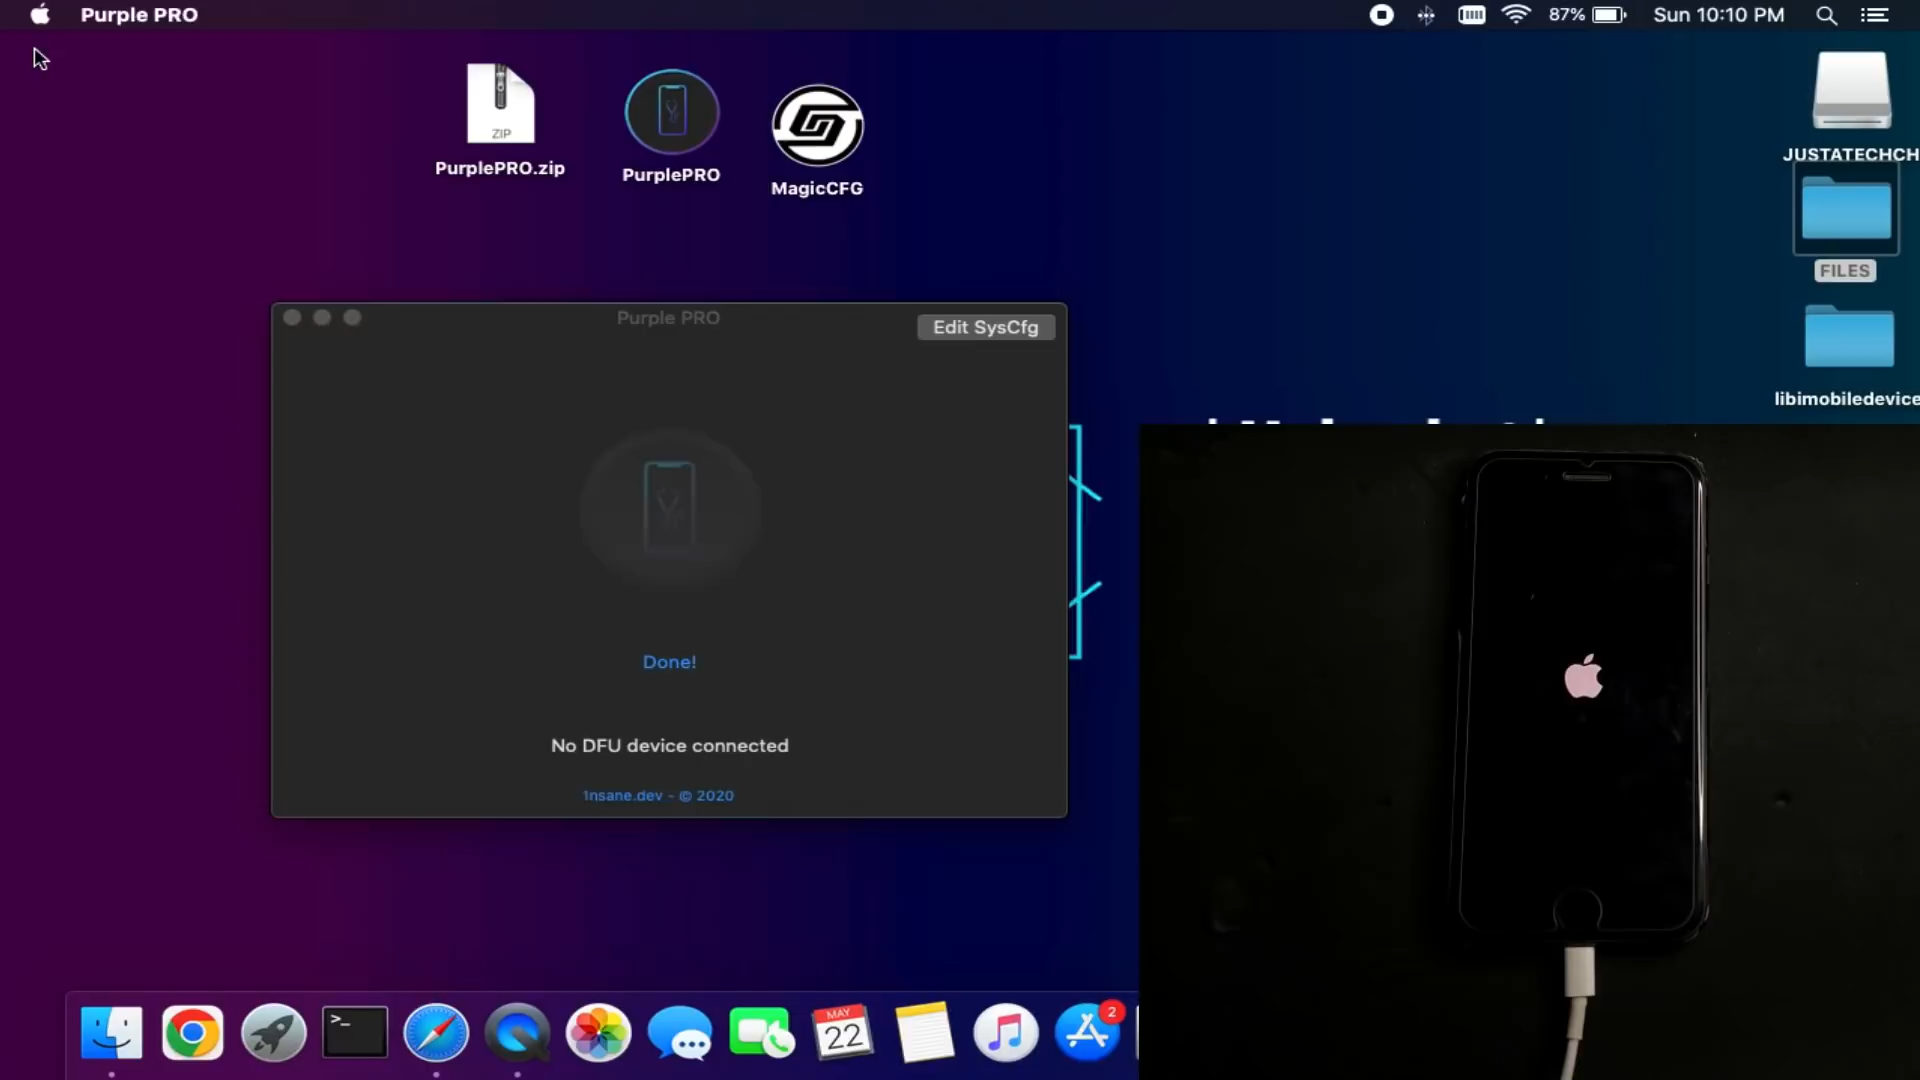 Purple PRO
87%
Sun 10:10 PM
ZIP
PurplePRO.zip
PurplePRO
MagicCFG
JUSTATECHCH
FILES
libimobiledevice
Purple PRO
Edit SysCfg
Done!
No DFU device connected
1nsane.dev - © 2020
>_
MAY
22
2